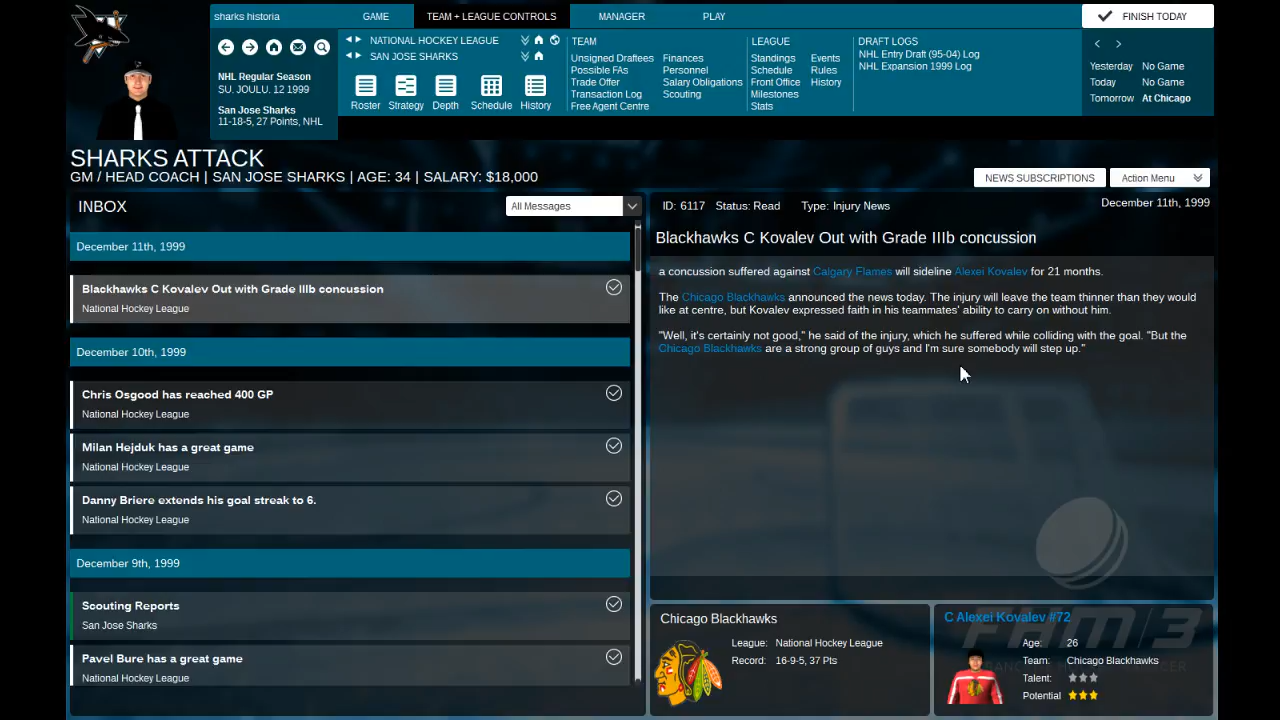 sharks historia
GAME
TEAM + LEAGUE CONTROLS
MANAGER
PLAY
FINISH TODAY
NATIONAL HOCKEY LEAGUE
SAN JOSE SHARKS
NHL Regular Season
SU. JOULU. 12 1999
San Jose Sharks
11-18-5, 27 Points, NHL
Roster
Strategy
Depth
Schedule
History
TEAM
Unsigned Draftees
Finances
Possible FAs
Personnel
Trade Offer
Salary Obligations
Transaction Log
Scouting
Free Agent Centre
LEAGUE
Standings
Events
Schedule
Rules
Front Office
History
Milestones
Stats
DRAFT LOGS
NHL Entry Draft (95-04) Log
NHL Expansion 1999 Log
Yesterday No Game
Today No Game
Tomorrow At Chicago
SHARKS ATTACK
GM / HEAD COACH | SAN JOSE SHARKS | AGE: 34 | SALARY: $18,000
NEWS SUBSCRIPTIONS
Action Menu
INBOX
All Messages
December 11th, 1999
Blackhawks C Kovalev Out with Grade IIIb concussion
National Hockey League
December 10th, 1999
Chris Osgood has reached 400 GP
National Hockey League
Milan Hejduk has a great game
National Hockey League
Danny Briere extends his goal streak to 6.
National Hockey League
December 9th, 1999
Scouting Reports
San Jose Sharks
Pavel Bure has a great game
National Hockey League
ID: 6117 Status: Read Type: Injury News
December 11th, 1999
Blackhawks C Kovalev Out with Grade IIIb concussion
a concussion suffered against Calgary Flames will sideline Alexei Kovalev for 21 months.
The Chicago Blackhawks announced the news today. The injury will leave the team thinner than they would
like at centre, but Kovalev expressed faith in his teammates' ability to carry on without him.
"Well, it's certainly not good," he said of the injury, which he suffered while colliding with the goal. "But the
Chicago Blackhawks are a strong group of guys and I'm sure somebody will step up."
Chicago Blackhawks
League: National Hockey League
Record: 16-9-5, 37 Pts
C Alexei Kovalev #72
Age: 26
Team: Chicago Blackhawks
Talent:
Potential
FHM/3